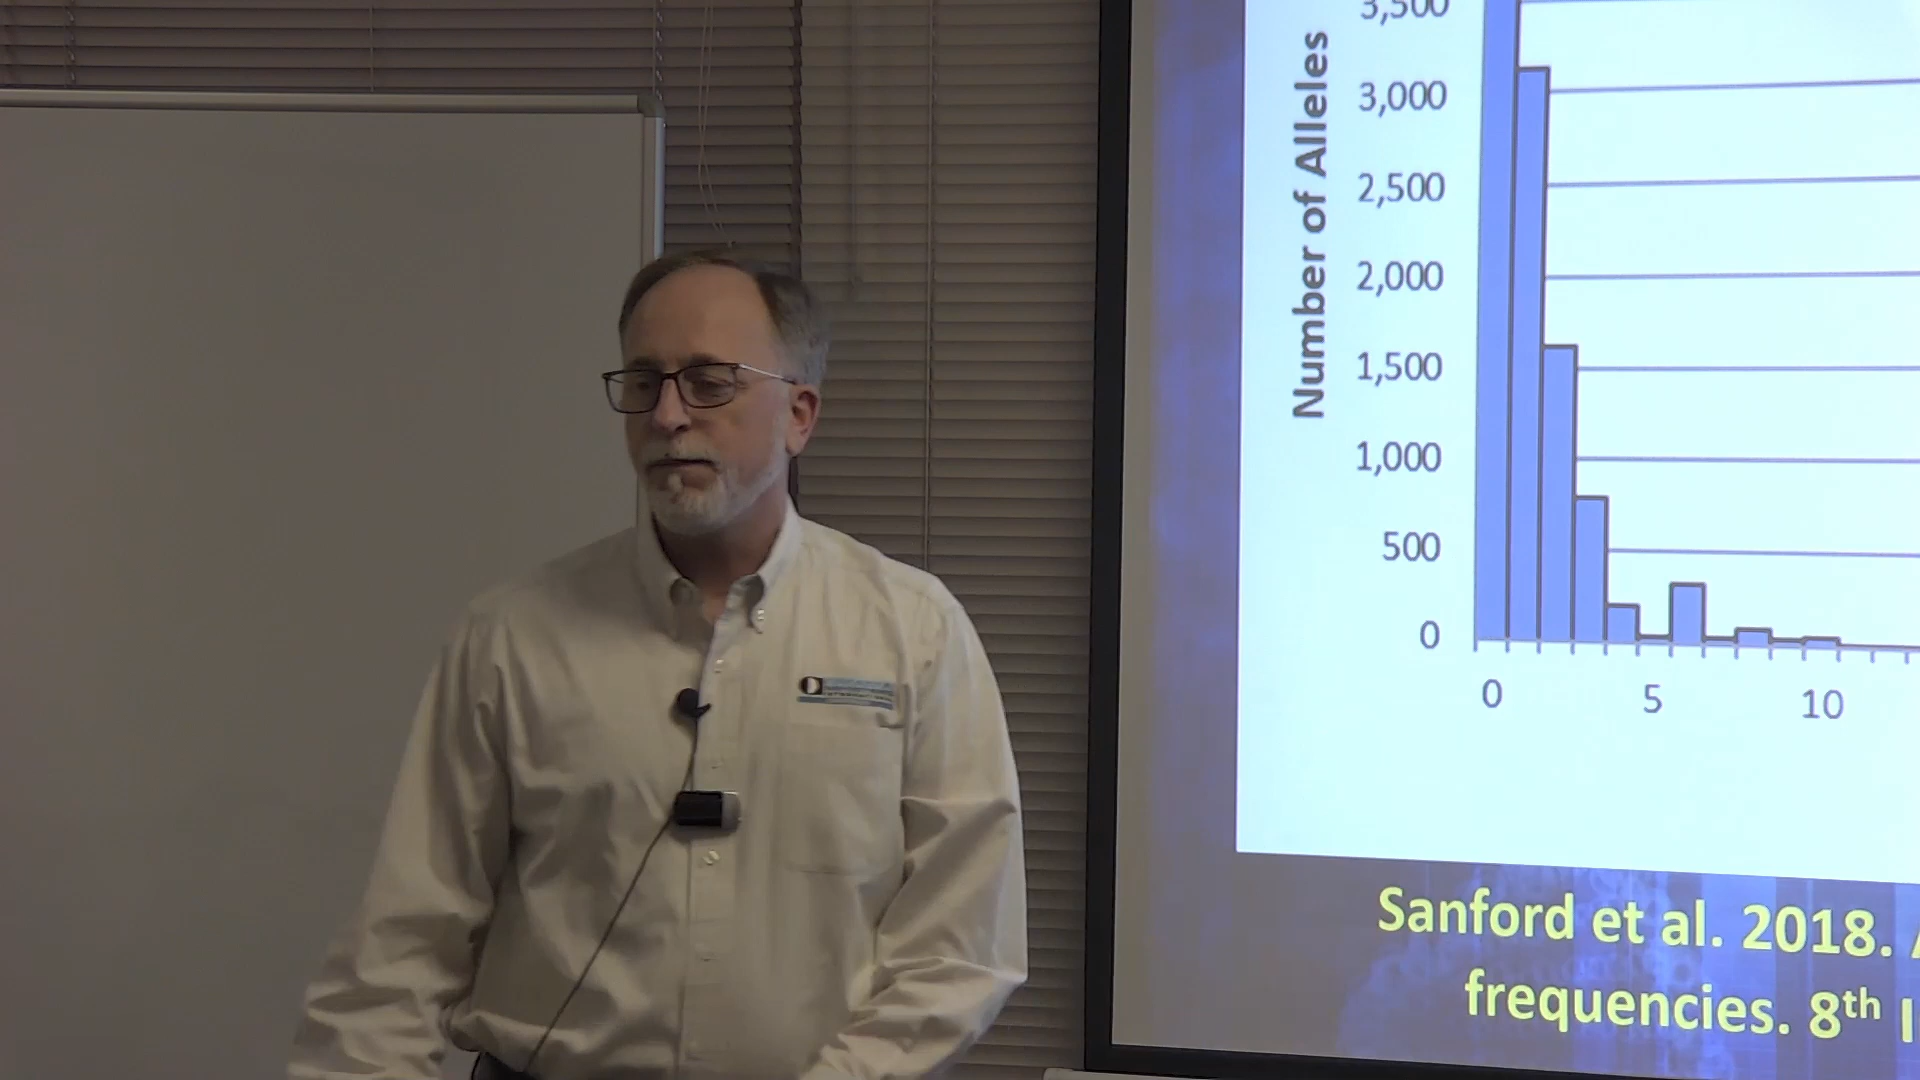 Number of Alleles
3,500
3,000
2,500
2,000
1,500
1,000
500
0
0 5 10
Sanford et al. 2018.
frequencies. 8th